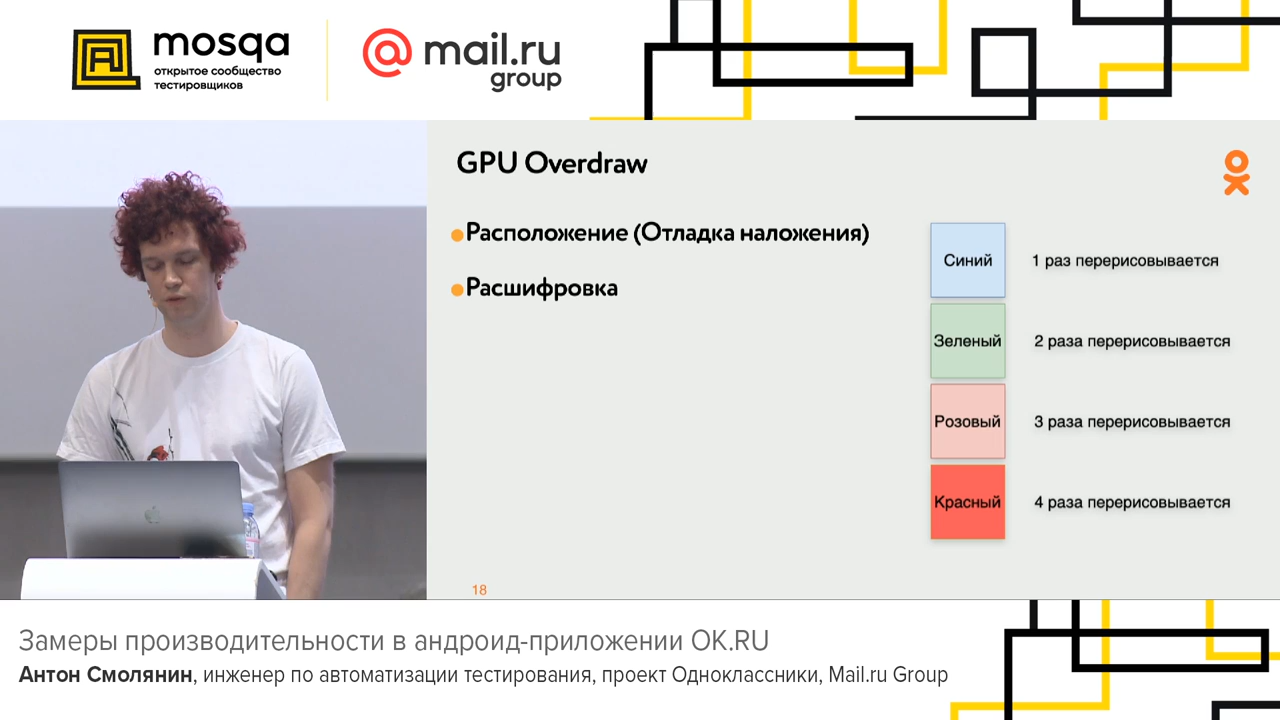 mosqa
открытое сообщество
тестировщиков
@mail.ru
group
GPU Overdraw
Расположение (Отладка наложения)
Расшифровка
Синий 1 раз перерисовывается
Зеленый 2 раза перерисовывается
Розовый 3 раза перерисовывается
Красный 4 раза перерисовывается
18
Замеры производительности в андроид-приложении OK.RU
Антон Смолянин, инженер по автоматизации тестирования, проект Одноклассники, Mail.ru Group